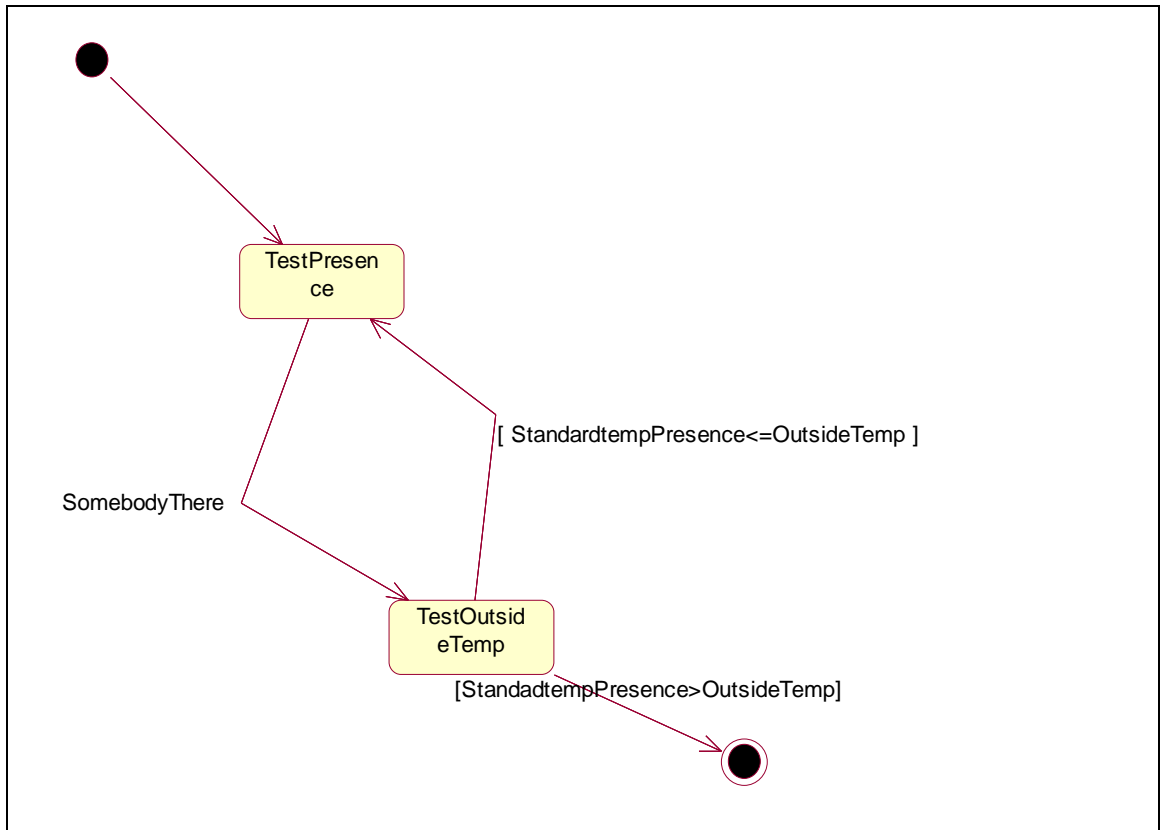 TestPresen
ce
[ StandardtempPresence<=OutsideTemp ]
SomebodyThere
TestOutsid
eTemp
[StandadtempPresence>OutsideTemp]